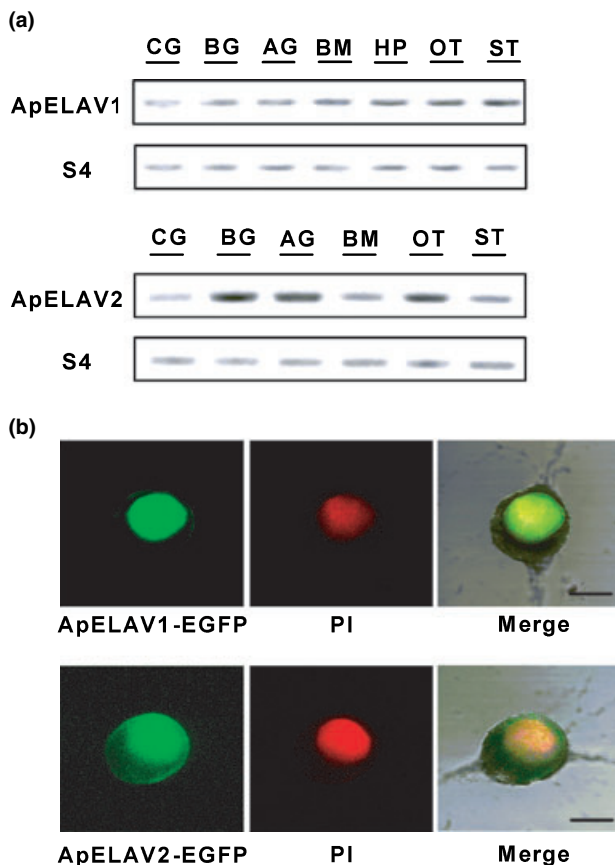 (a)
CG BG AG BM HP OT ST
ApELAV1
S4
CG BG AG BM OT ST
ApELAV2
S4
(b)
ApELAV1-EGFP PI Merge
ApELAV2-EGFP PI Merge